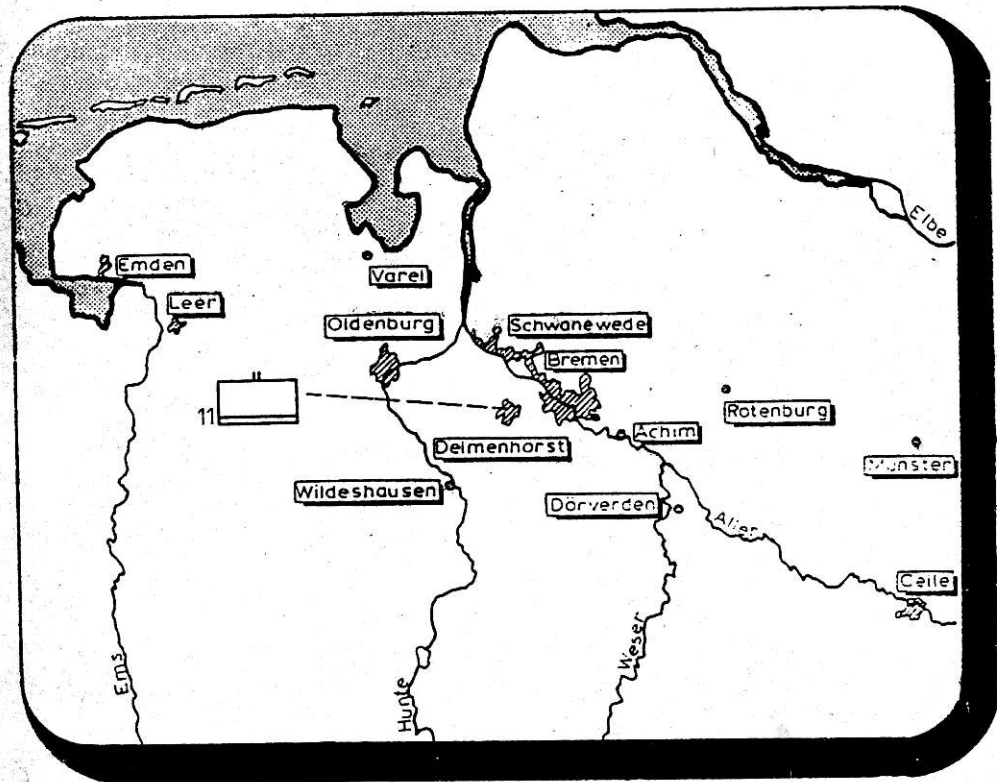 Elbe
Emden
Varel
Leer
Oldenburg
Schwanewede
Bremen
Rotenburg
11
Achim
Delmenhorst
Munster
Wildeshausen
Dörverden
Aller
Celle
Weser
Ems
Hunte